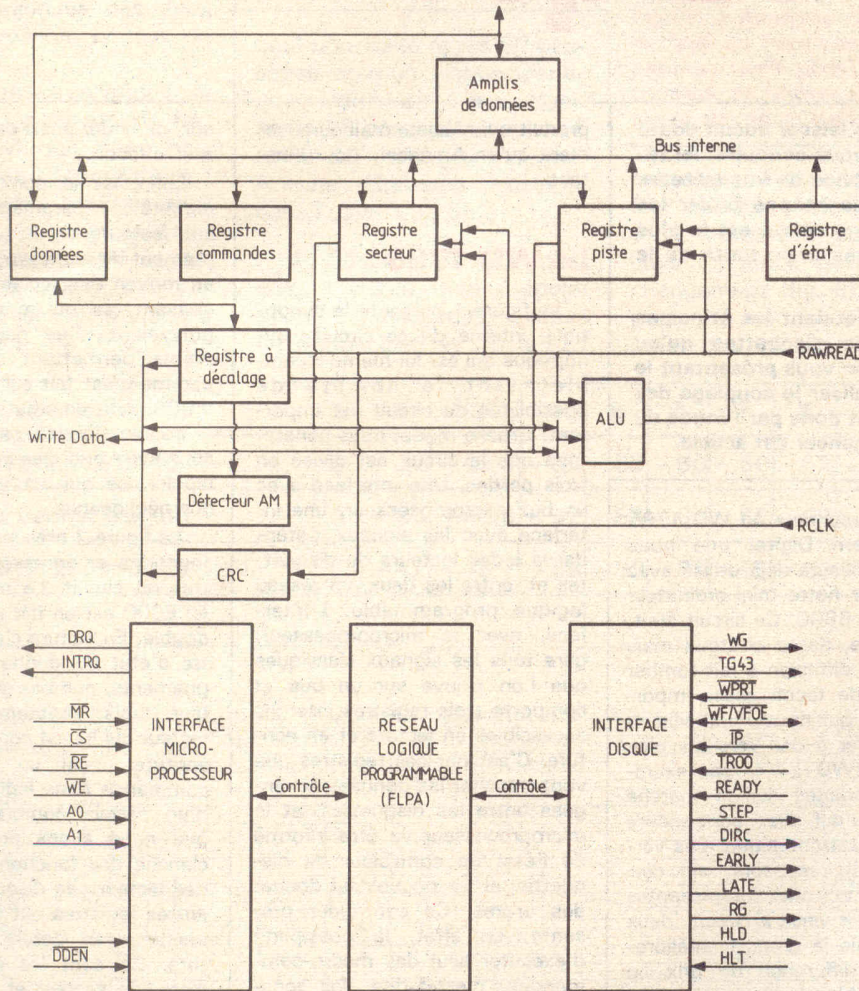 Amplis
de données
Bus interne
Registre
données
Registre
commandes
Registre
secteur
Registre
piste
Registre
d'état
RAWREAD
Registre à
décalage
ALU
Write Data
Détecteur AM
RCLK
CRC
DRQ
INTRQ
MR
CS
RE
WE
A0
A1
DDEN
INTERFACE
MICRO-
PROCESSEUR
Contrôle
RÉSEAU
LOGIQUE
PROGRAMMABLE
(FLPA)
Contrôle
INTERFACE
DISQUE
WG
TG43
WPRT
WF/VFOE
IP
TR00
READY
STEP
DIRC
EARLY
LATE
RG
HLD
HLT